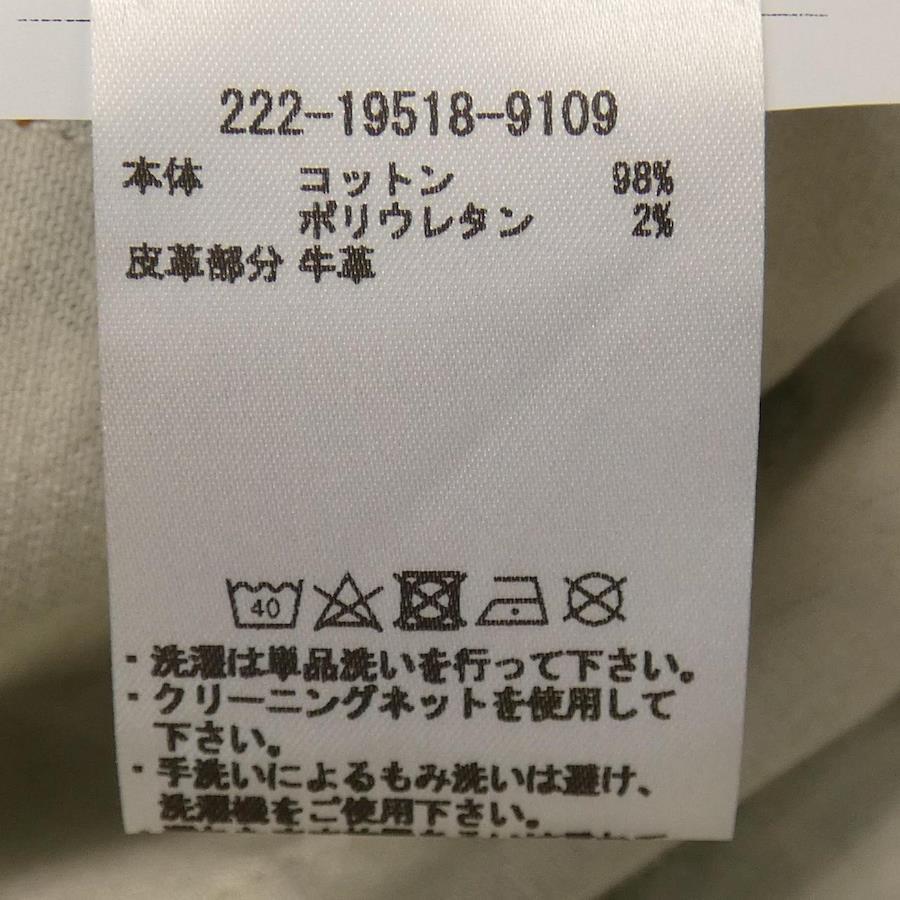 222-19518-9109
本体 コットン 98%
ポリウレタン 2%
皮革部分 牛革
40
・洗濯は単品洗いを行って下さい。
・クリーニングネットを使用して
下さい。
・手洗いによるもみ洗いは避け、
洗濯機をご使用下さい。